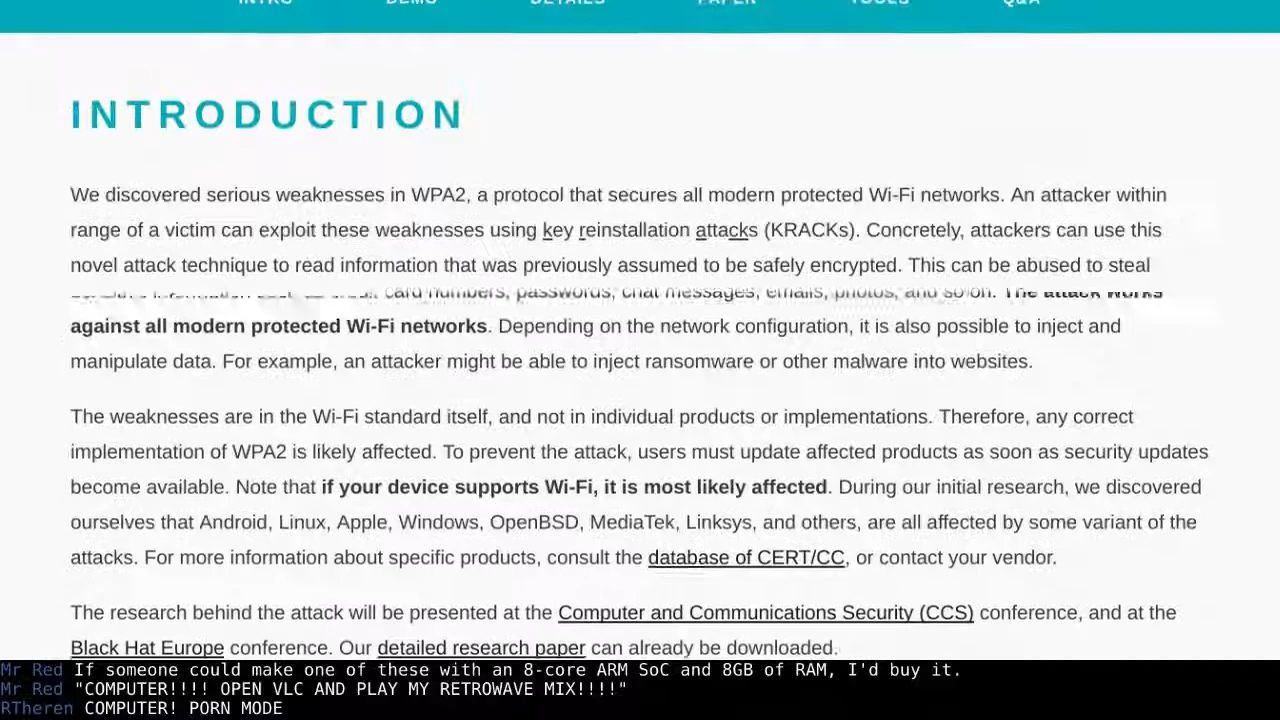 INTRO DEMO DETAILS PAPER TOOLS Q&A
INTRODUCTION
We discovered serious weaknesses in WPA2, a protocol that secures all modern protected Wi-Fi networks. An attacker within
range of a victim can exploit these weaknesses using key reinstallation attacks (KRACKs). Concretely, attackers can use this
novel attack technique to read information that was previously assumed to be safely encrypted. This can be abused to steal
card numbers, passwords, chat messages, emails, photos, and so on. The attack works
against all modern protected Wi-Fi networks. Depending on the network configuration, it is also possible to inject and
manipulate data. For example, an attacker might be able to inject ransomware or other malware into websites.
The weaknesses are in the Wi-Fi standard itself, and not in individual products or implementations. Therefore, any correct
implementation of WPA2 is likely affected. To prevent the attack, users must update affected products as soon as security updates
become available. Note that if your device supports Wi-Fi, it is most likely affected. During our initial research, we discovered
ourselves that Android, Linux, Apple, Windows, OpenBSD, MediaTek, Linksys, and others, are all affected by some variant of the
attacks. For more information about specific products, consult the database of CERT/CC, or contact your vendor.
The research behind the attack will be presented at the Computer and Communications Security (CCS) conference, and at the
Black Hat Europe conference. Our detailed research paper can already be downloaded.
Mr Red If someone could make one of these with an 8-core ARM SoC and 8GB of RAM, I'd buy it.
Mr Red "COMPUTER!!!! OPEN VLC AND PLAY MY RETROWAVE MIX!!!!"
RTheren COMPUTER! PORN MODE